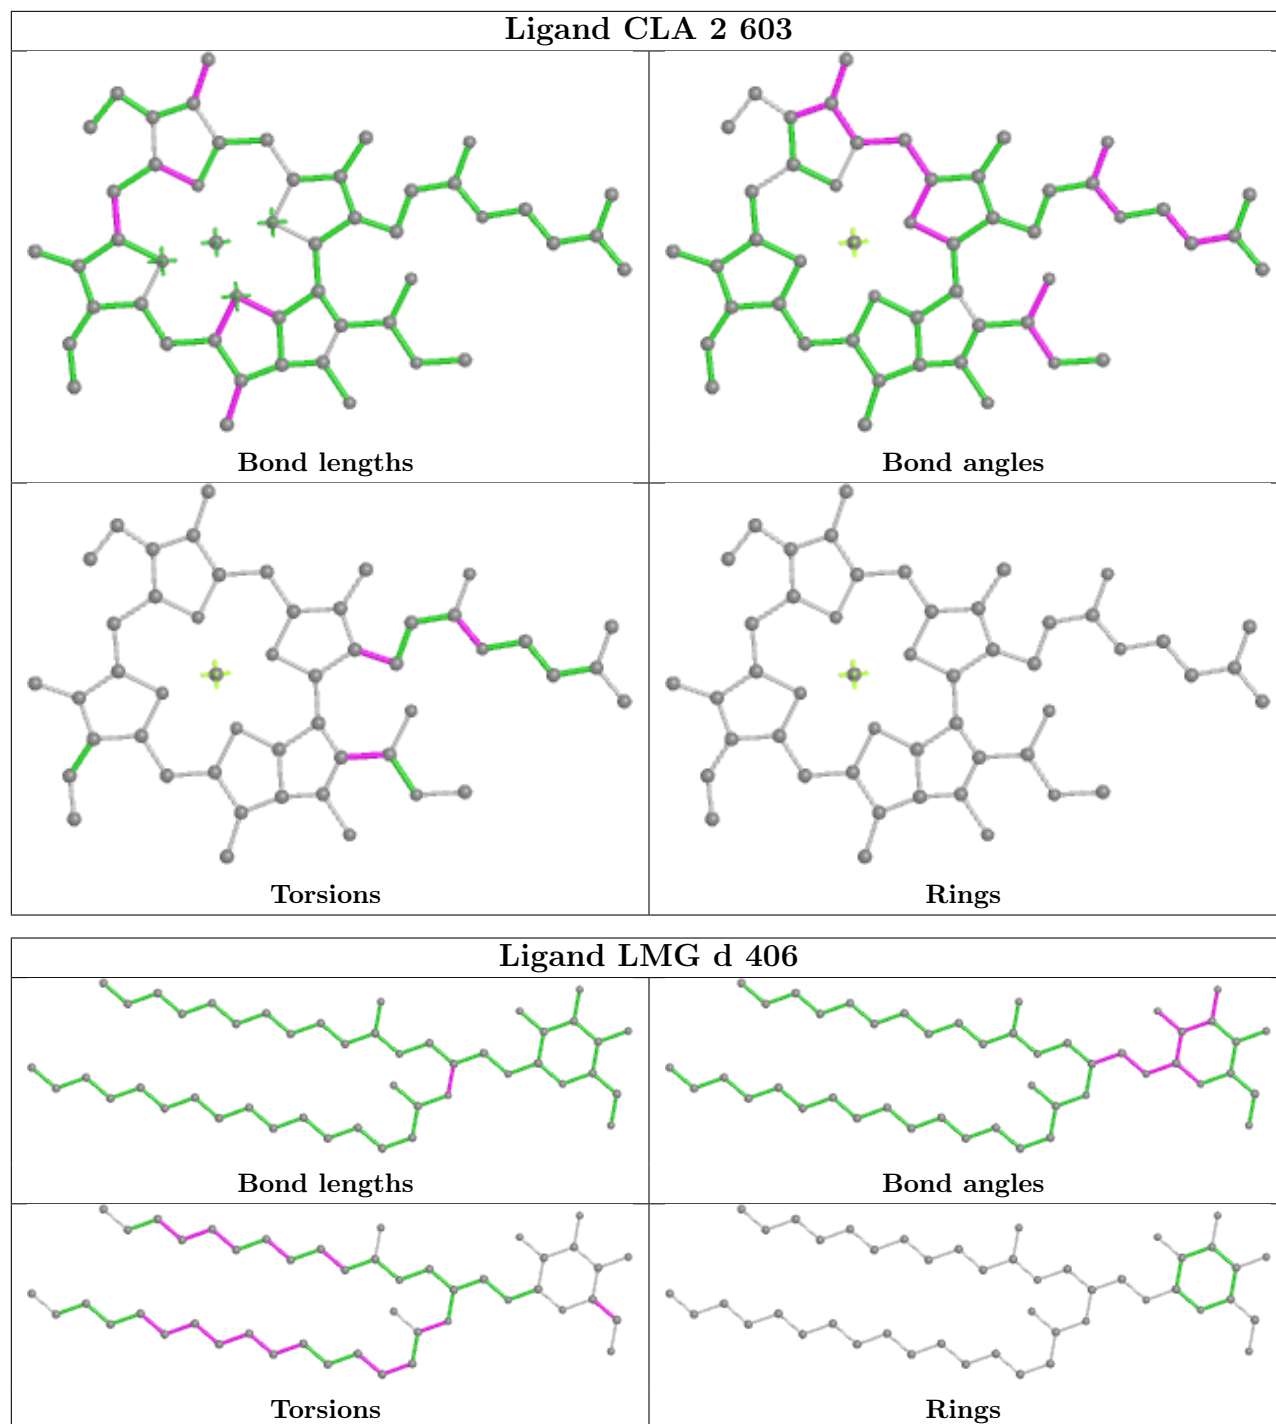 Ligand CLA 2 603
Bond lengths
Bond angles
Torsions
Rings
Ligand LMG d 406
Bond lengths
Bond angles
Torsions
Rings